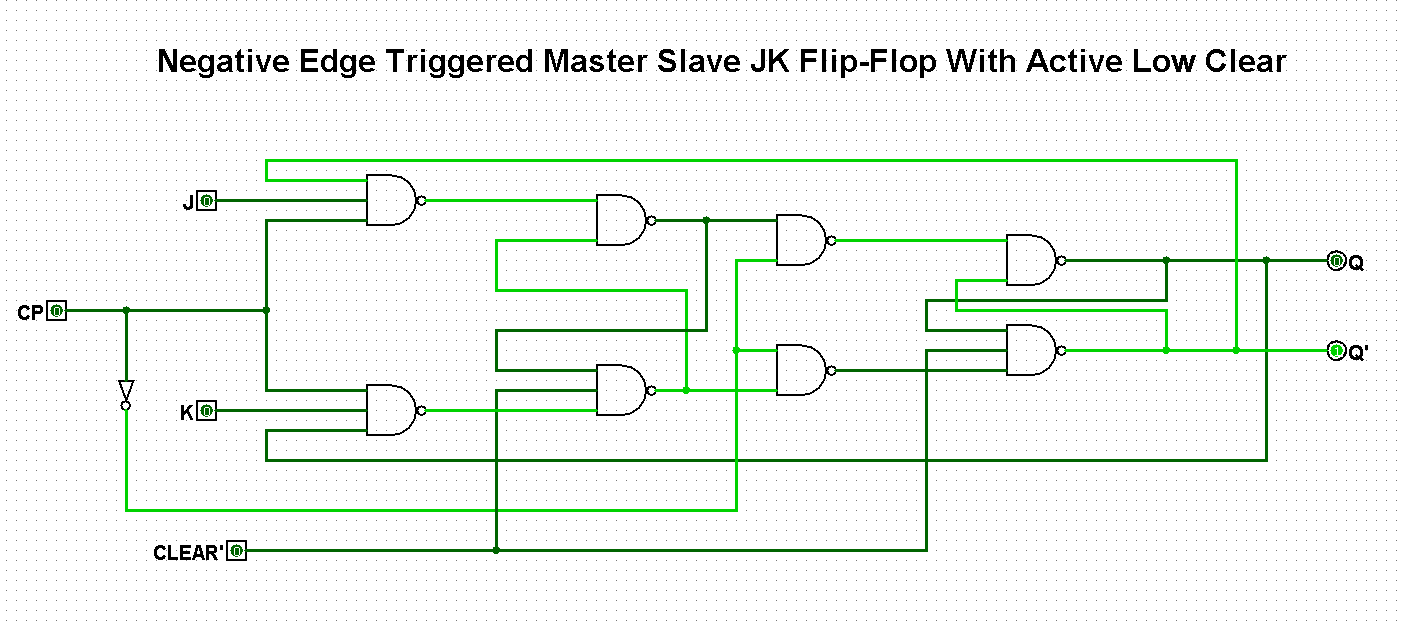 Negative Edge Triggered Master Slave JK Flip-Flop With Active Low Clear
J 0
CP 0
K 0
CLEAR' 0
0 Q
1 Q'